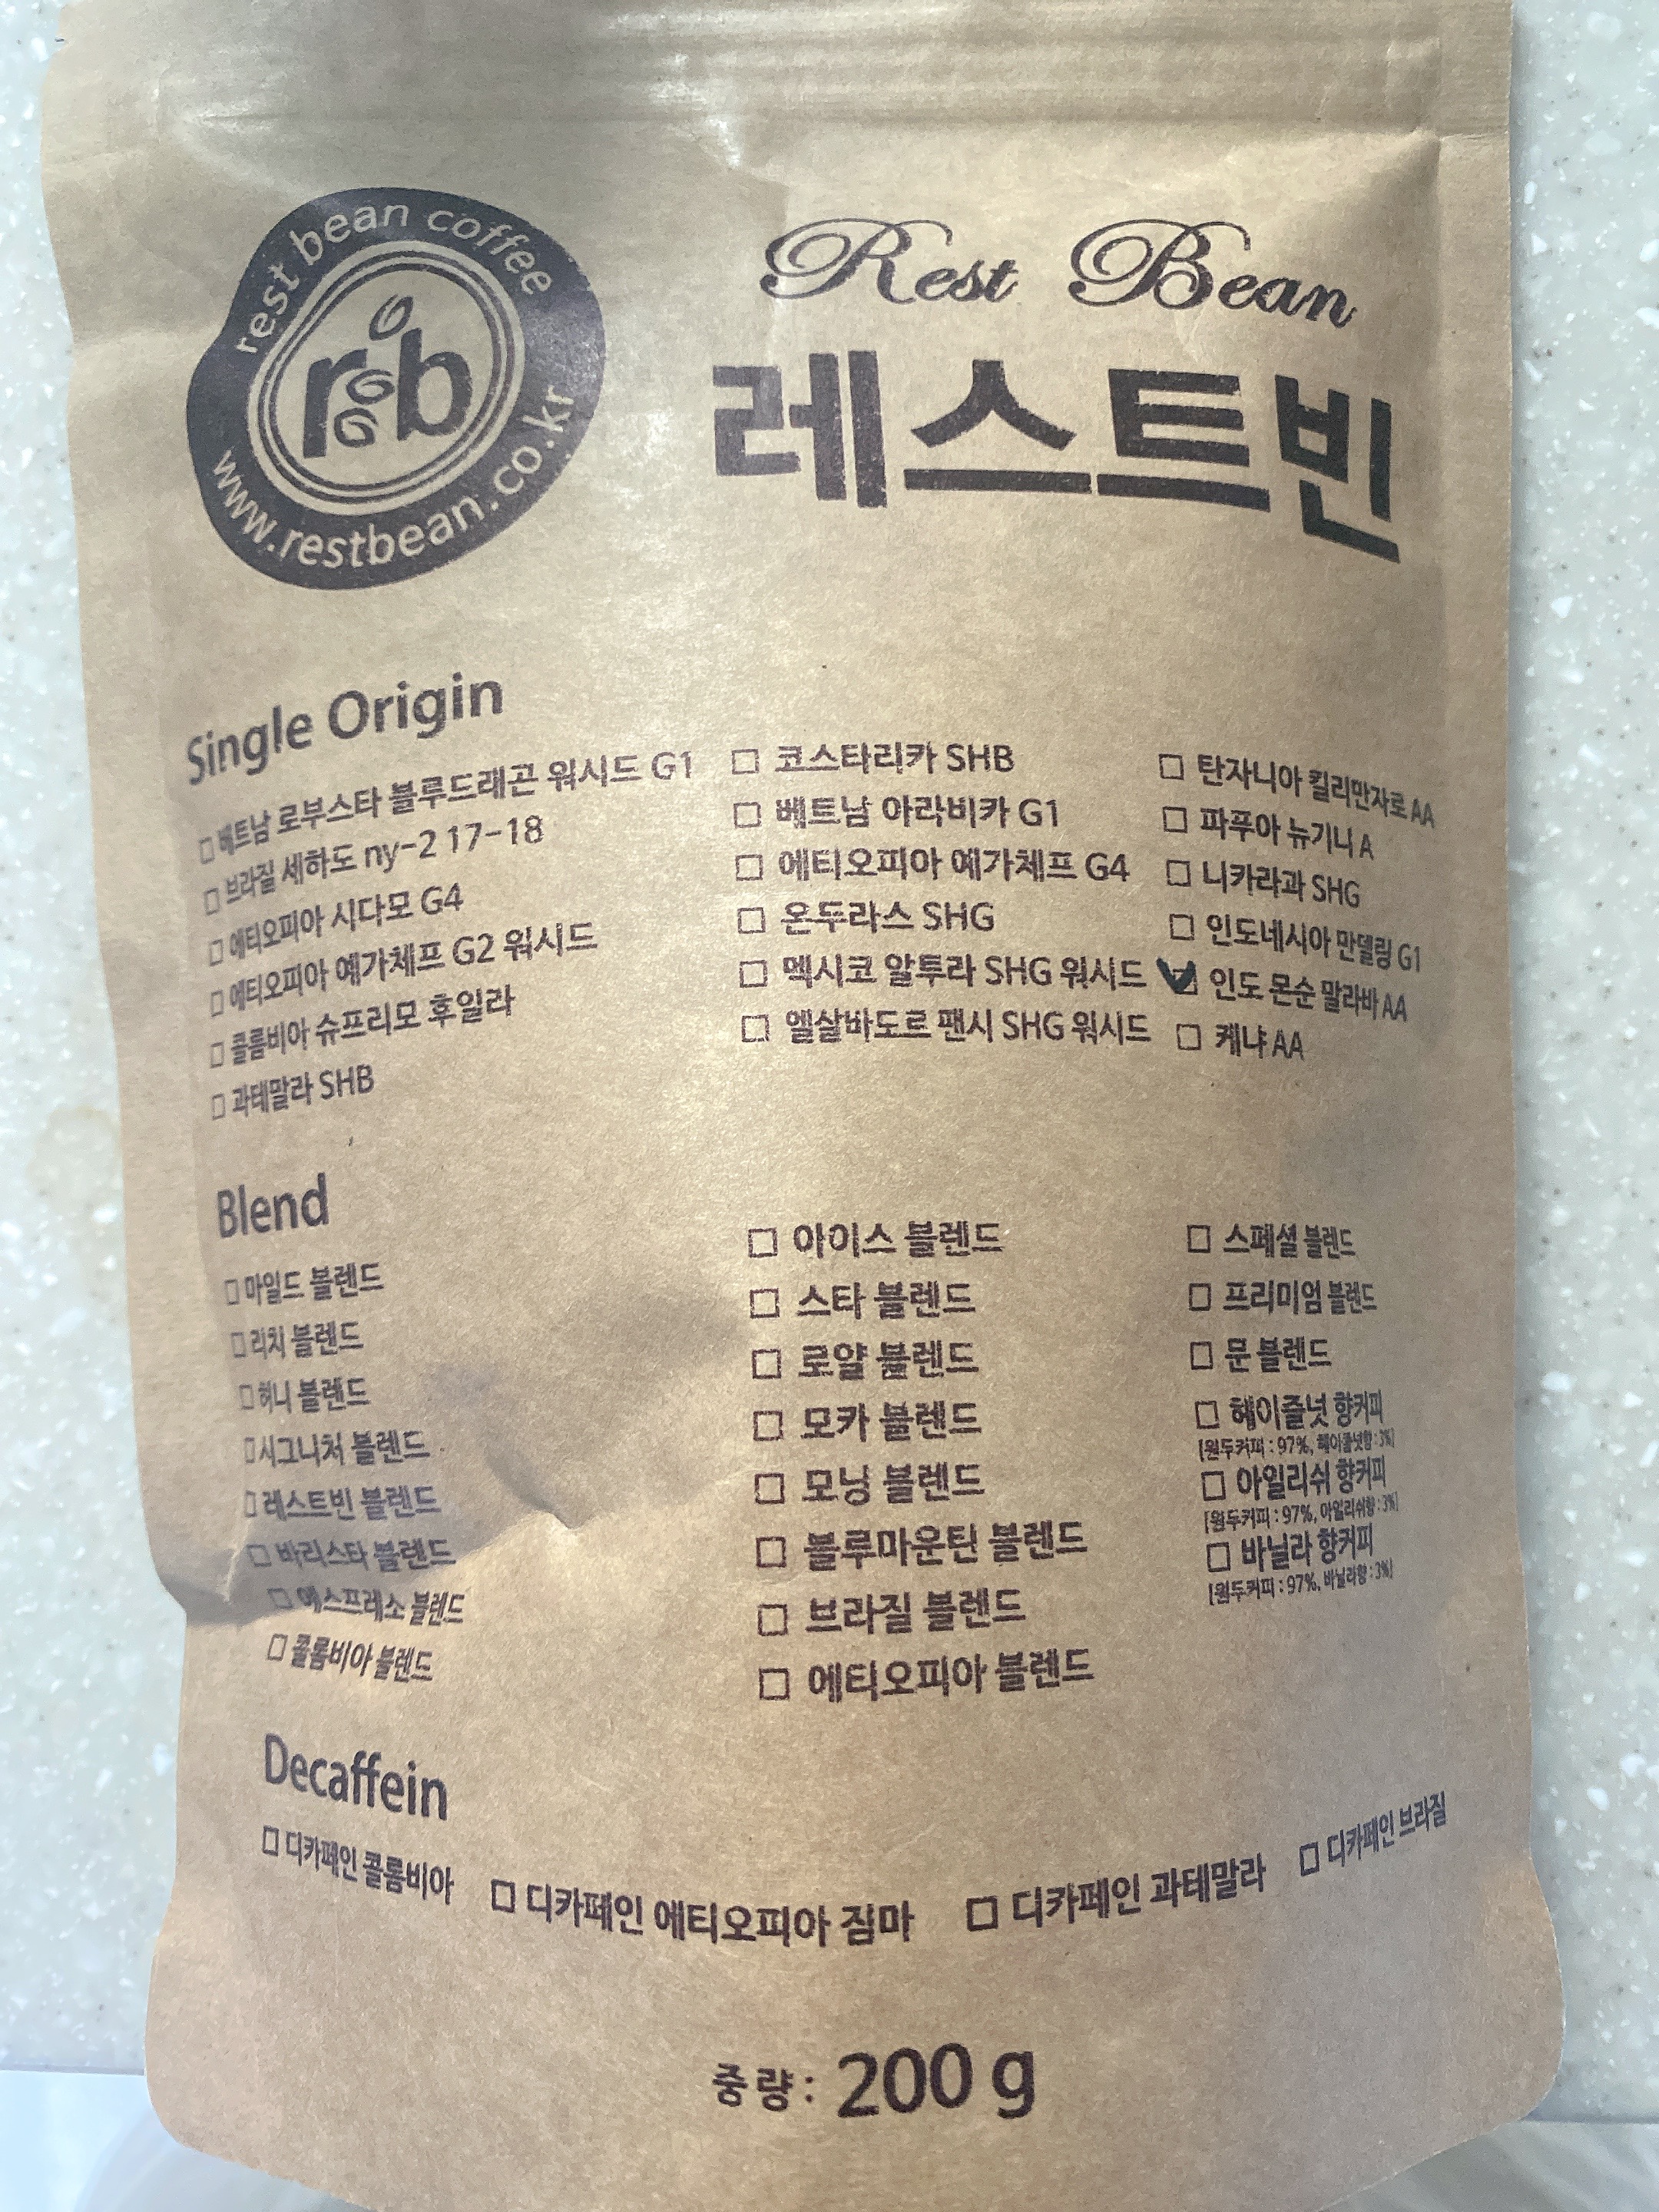 rest bean coffee
rb
www.restbean.co.kr
Rest Bean
레스트빈
Single Origin
□ 베트남 로부스타 블루드래곤 워시드 G1
□ 브라질 세하도 ny-2 17-18
□ 에티오피아 시다모 G4
□ 에티오피아 예가체프 G2 워시드
□ 콜롬비아 슈프리모 후일라
□ 과테말라 SHB
□ 코스타리카 SHB
□ 베트남 아라비카 G1
□ 에티오피아 예가체프 G4
□ 온두라스 SHG
□ 멕시코 알투라 SHG 워시드
□ 엘살바도르 팬시 SHG 워시드
□ 탄자니아 킬리만자로 AA
□ 파푸아 뉴기니 A
□ 니카라과 SHG
□ 인도네시아 만델링 G1
☑ 인도 몬순 말라바 AA
□ 케냐 AA
Blend
□ 마일드 블렌드
□ 리치 블렌드
□ 허니 블렌드
□ 시그니처 블렌드
□ 레스트빈 블렌드
□ 바리스타 블렌드
□ 에스프레소 블렌드
□ 콜롬비아 블렌드
□ 아이스 블렌드
□ 스타 블렌드
□ 로얄 블렌드
□ 모카 블렌드
□ 모닝 블렌드
□ 블루마운틴 블렌드
□ 브라질 블렌드
□ 에티오피아 블렌드
□ 스페셜 블렌드
□ 프리미엄 블렌드
□ 문 블렌드
□ 헤이즐넛 향커피
[원두커피 : 97%, 헤이즐넛향 : 3%]
□ 아일리쉬 향커피
[원두커피 : 97%, 아일리쉬향 : 3%]
□ 바닐라 향커피
[원두커피 : 97%, 바닐라향 : 3%]
Decaffein
□ 디카페인 콜롬비아 □ 디카페인 에티오피아 짐마 □ 디카페인 과테말라 □ 디카페인 브라질
중량 : 200 g